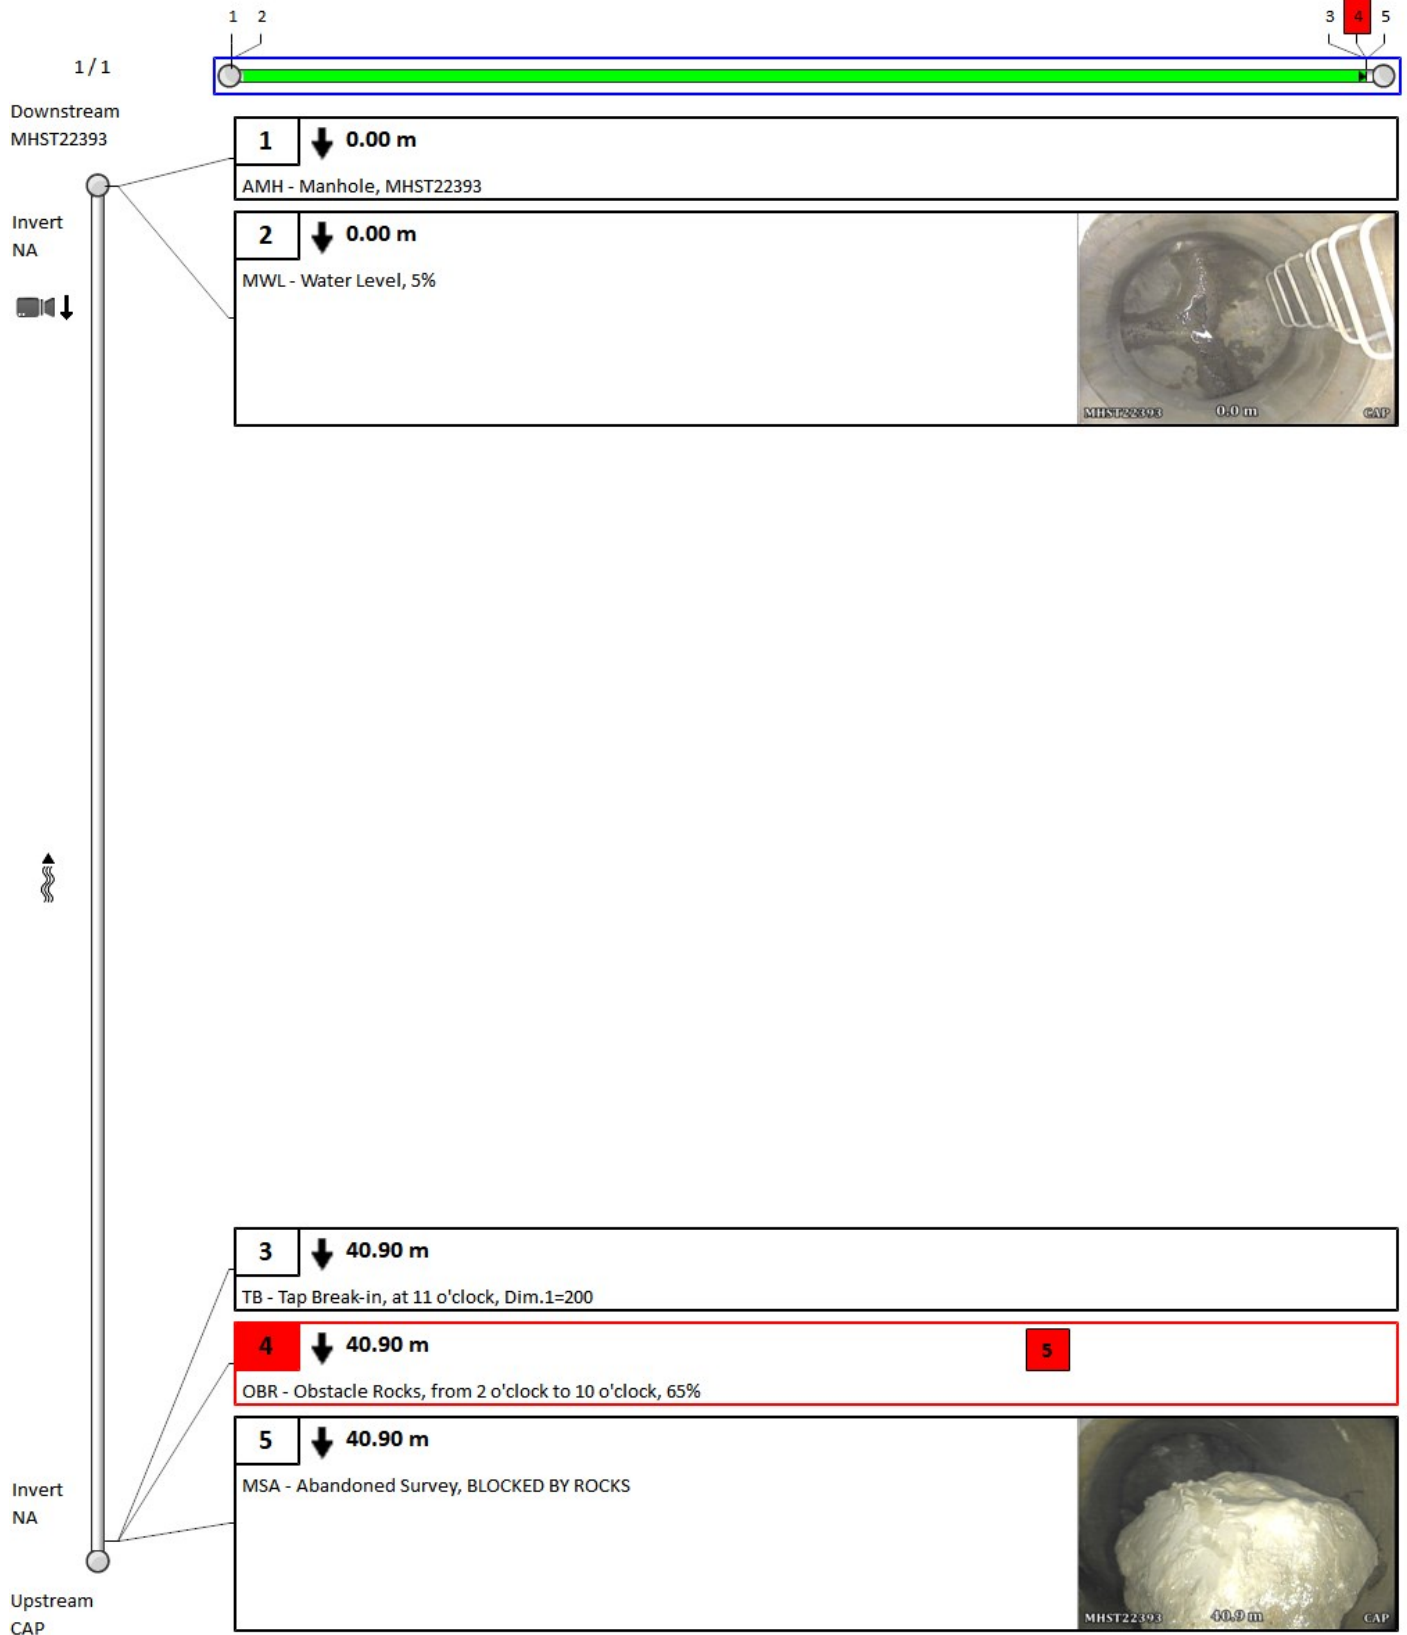 1 2 3 4 5
1 / 1
Downstream
MHST22393
1 0.00 m
AMH - Manhole, MHST22393
Invert
NA
2 0.00 m
MWL - Water Level, 5%
MHST22393 0.0 m CAP
3 40.90 m
TB - Tap Break-in, at 11 o'clock, Dim.1=200
4 40.90 m 5
OBR - Obstacle Rocks, from 2 o'clock to 10 o'clock, 65%
5 40.90 m
MSA - Abandoned Survey, BLOCKED BY ROCKS
MHST22393 40.9 m CAP
Invert
NA
Upstream
CAP